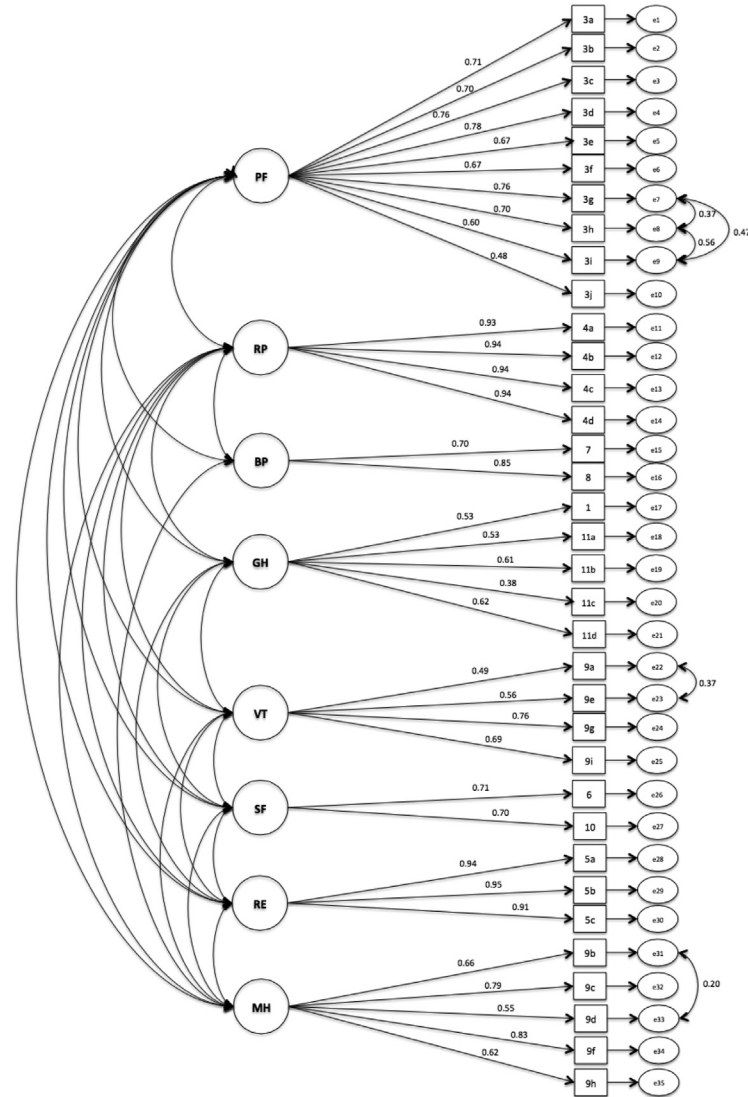 3a e1
3b e2
0.71
0.70 3c e3
0.76
3d e4
0.78
0.67 3e e5
PF 0.67 3f e6
0.76 3g e7
0.37
0.70 3h e8
0.47
0.60 0.56
3i e9
0.48
3j e10
0.93 4a e11
RP 0.94 4b e12
0.94
4c e13
0.94
4d e14
0.70 7 e15
BP 0.85
8 e16
1 e17
0.53
0.53 11a e18
GH 0.61 11b e19
0.38
11c e20
0.62
11d e21
9a e22
0.49
0.37
0.56 9e e23
VT 0.76
9g e24
0.69
9i e25
0.71 6 e26
SF 0.70
10 e27
0.94 5a e28
0.95 5b e29
RE 0.91
5c e30
9b e31
0.66
0.79 9c e32
0.20
MH 0.55 9d e33
0.83
9f e34
0.62
9h e35